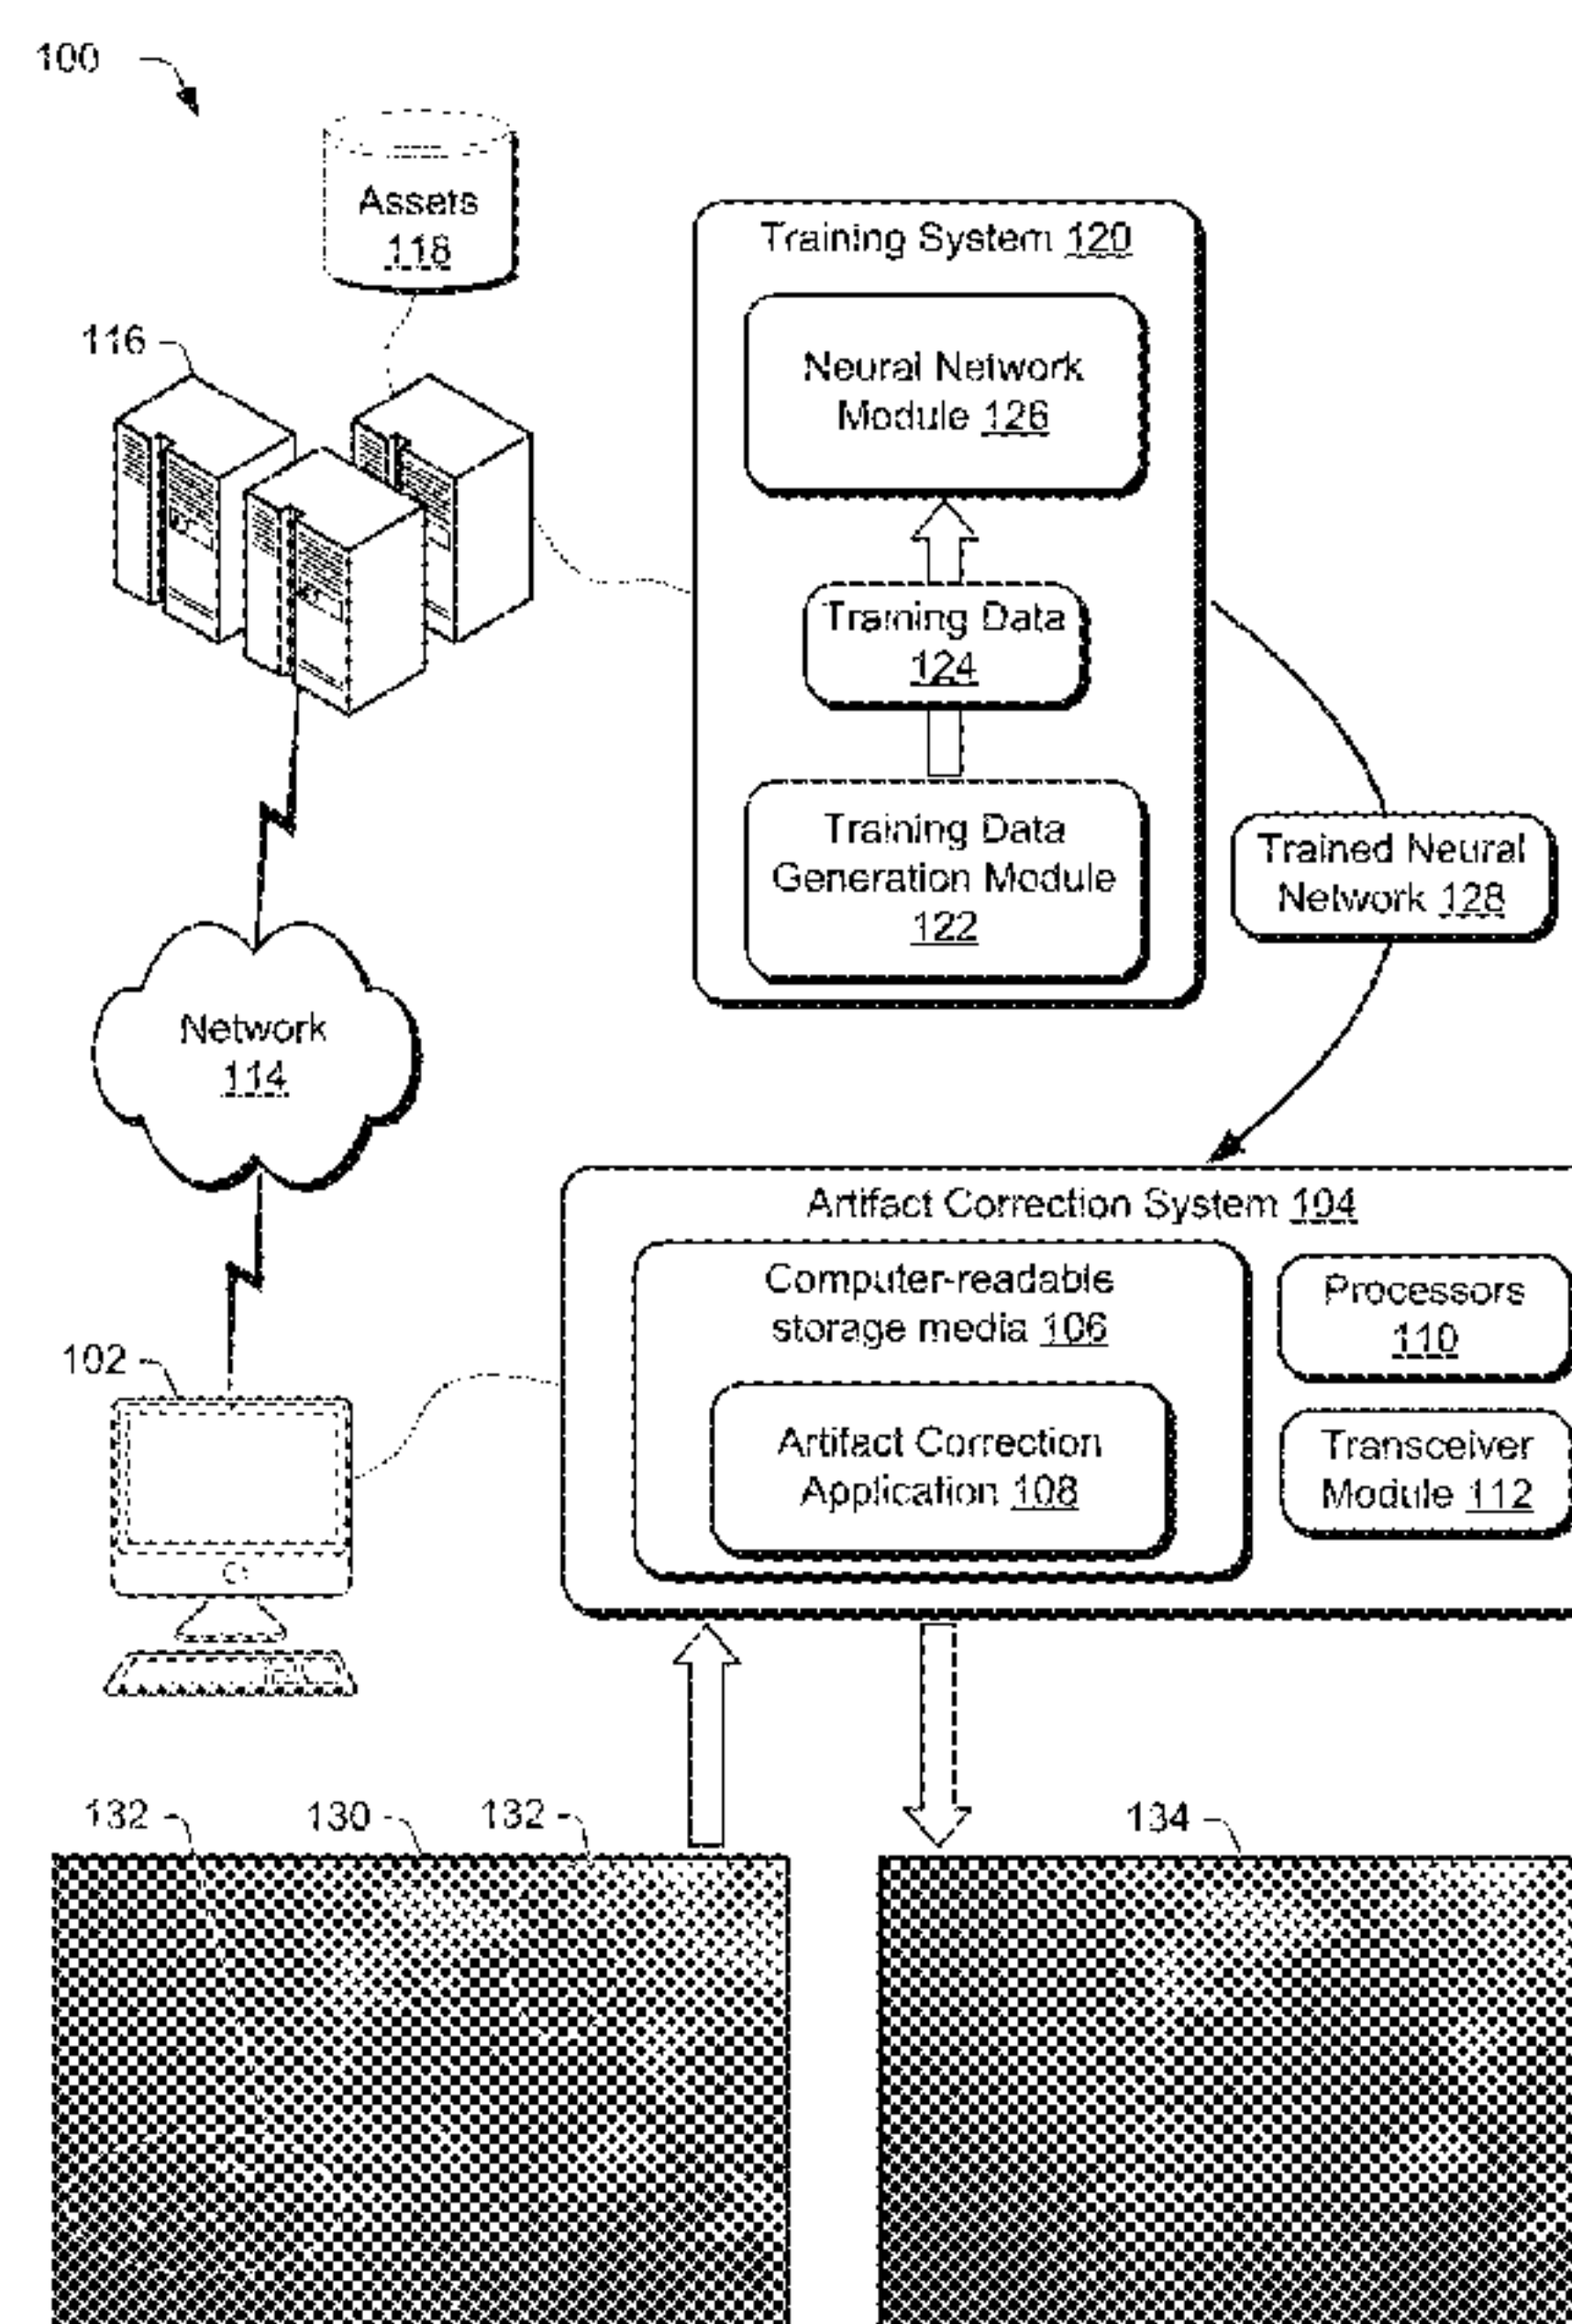 100
Assets
118
116
Training System 120
Neural Network
Module 126
Training Data
124
Training Data
Generation Module
122
Trained Neural
Network 128
Network
114
Artifact Correction System 104
Computer-readable
storage media 106
Artifact Correction
Application 108
Processors
110
Transceiver
Module 112
102
132
130
132
134